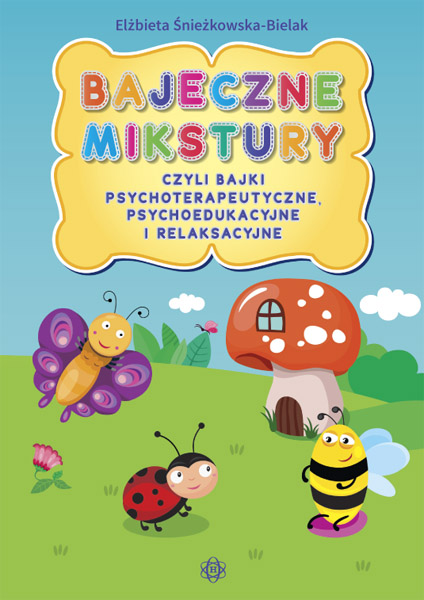 Elżbieta Śnieżkowska-Bielak
BAJECZNE
MIKSTURY
CZYLI BAJKI
PSYCHOTERAPEUTYCZNE,
PSYCHOEDUKACYJNE
I RELAKSACYJNE
H